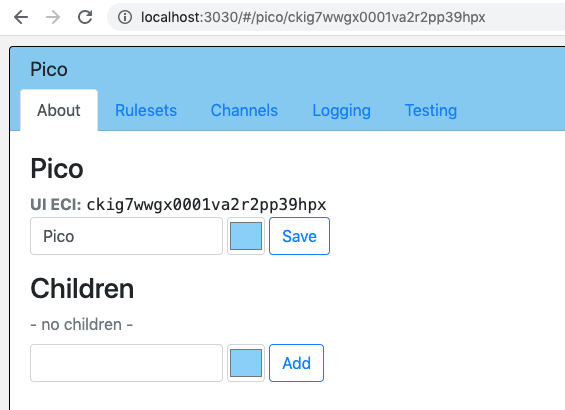 localhost:3030/#/pico/ckig7wwgx0001va2r2pp39hpx
Pico
About Rulesets Channels Logging Testing
Pico
UI ECI: ckig7wwgx0001va2r2pp39hpx
Pico Save
Children
- no children -
Add